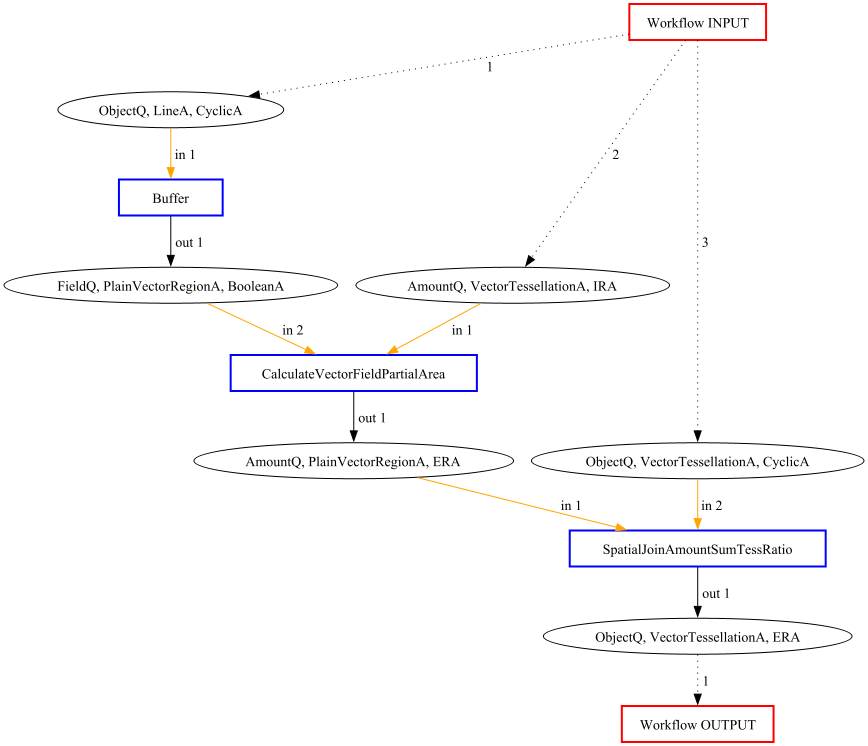 Workflow INPUT
1
ObjectQ, LineA, CyclicA
in 1
2
Buffer
out 1
3
FieldQ, PlainVectorRegionA, BooleanA
AmountQ, VectorTessellationA, IRA
in 2
in 1
CalculateVectorFieldPartialArea
out 1
AmountQ, PlainVectorRegionA, ERA
ObjectQ, VectorTessellationA, CyclicA
in 1
in 2
SpatialJoinAmountSumTessRatio
out 1
ObjectQ, VectorTessellationA, ERA
1
Workflow OUTPUT